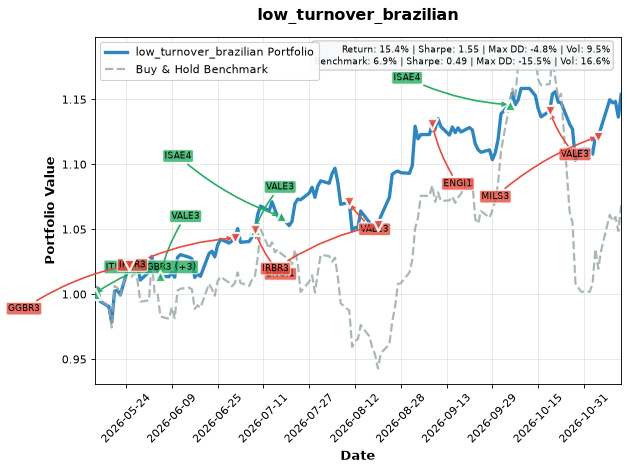 low_turnover_brazilian
low_turnover_brazilian Portfolio
Buy & Hold Benchmark
Return: 15.4% | Sharpe: 1.55 | Max DD: -4.8% | Vol: 9.5%
Benchmark: 6.9% | Sharpe: 0.49 | Max DD: -15.5% | Vol: 16.6%
Portfolio Value
1.15
1.10
1.05
1.00
0.95
ISAE4
ISAE4
VALE3
VALE3
GGBR3 (+3)
GGBR3
IRBR3
VALE3
ENGI1
MILS3
VALE3
2026-05-24
2026-06-09
2026-06-25
2026-07-11
2026-07-27
2026-08-12
2026-08-28
2026-09-13
2026-09-29
2026-10-15
2026-10-31
Date